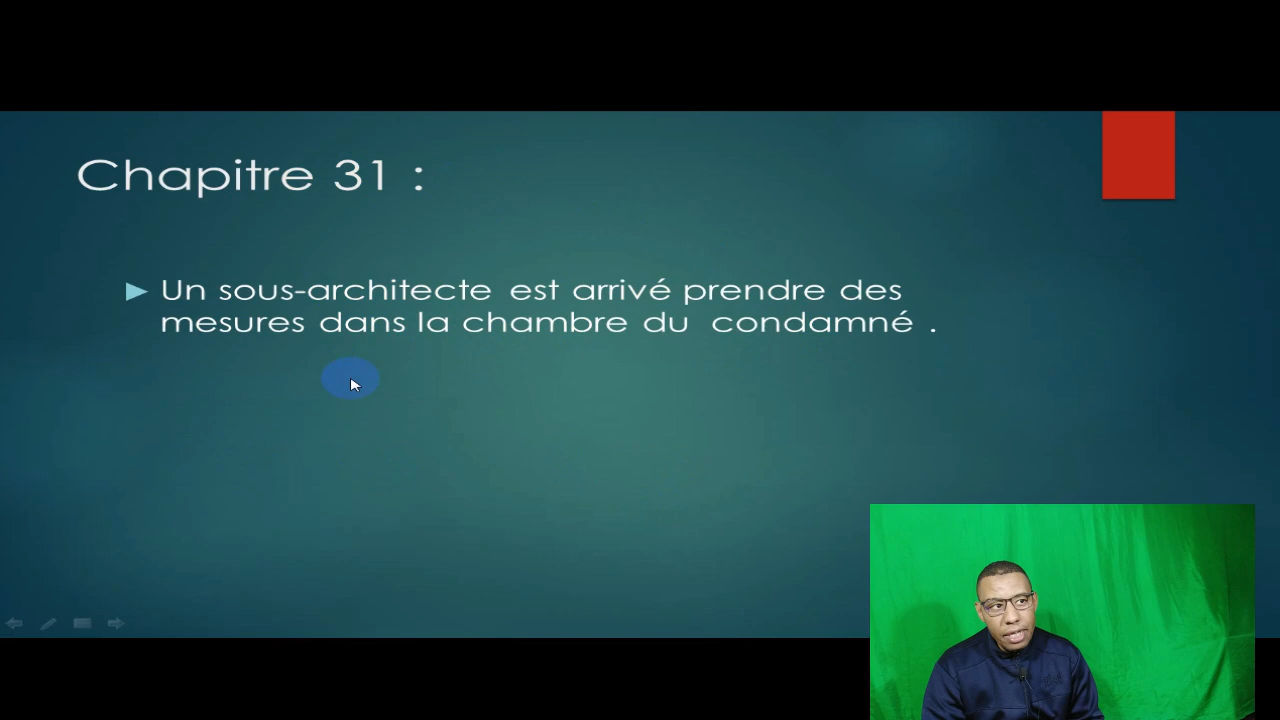 Chapitre 31 :
Un sous-architecte est arrivé prendre des
mesures dans la chambre du condamné .